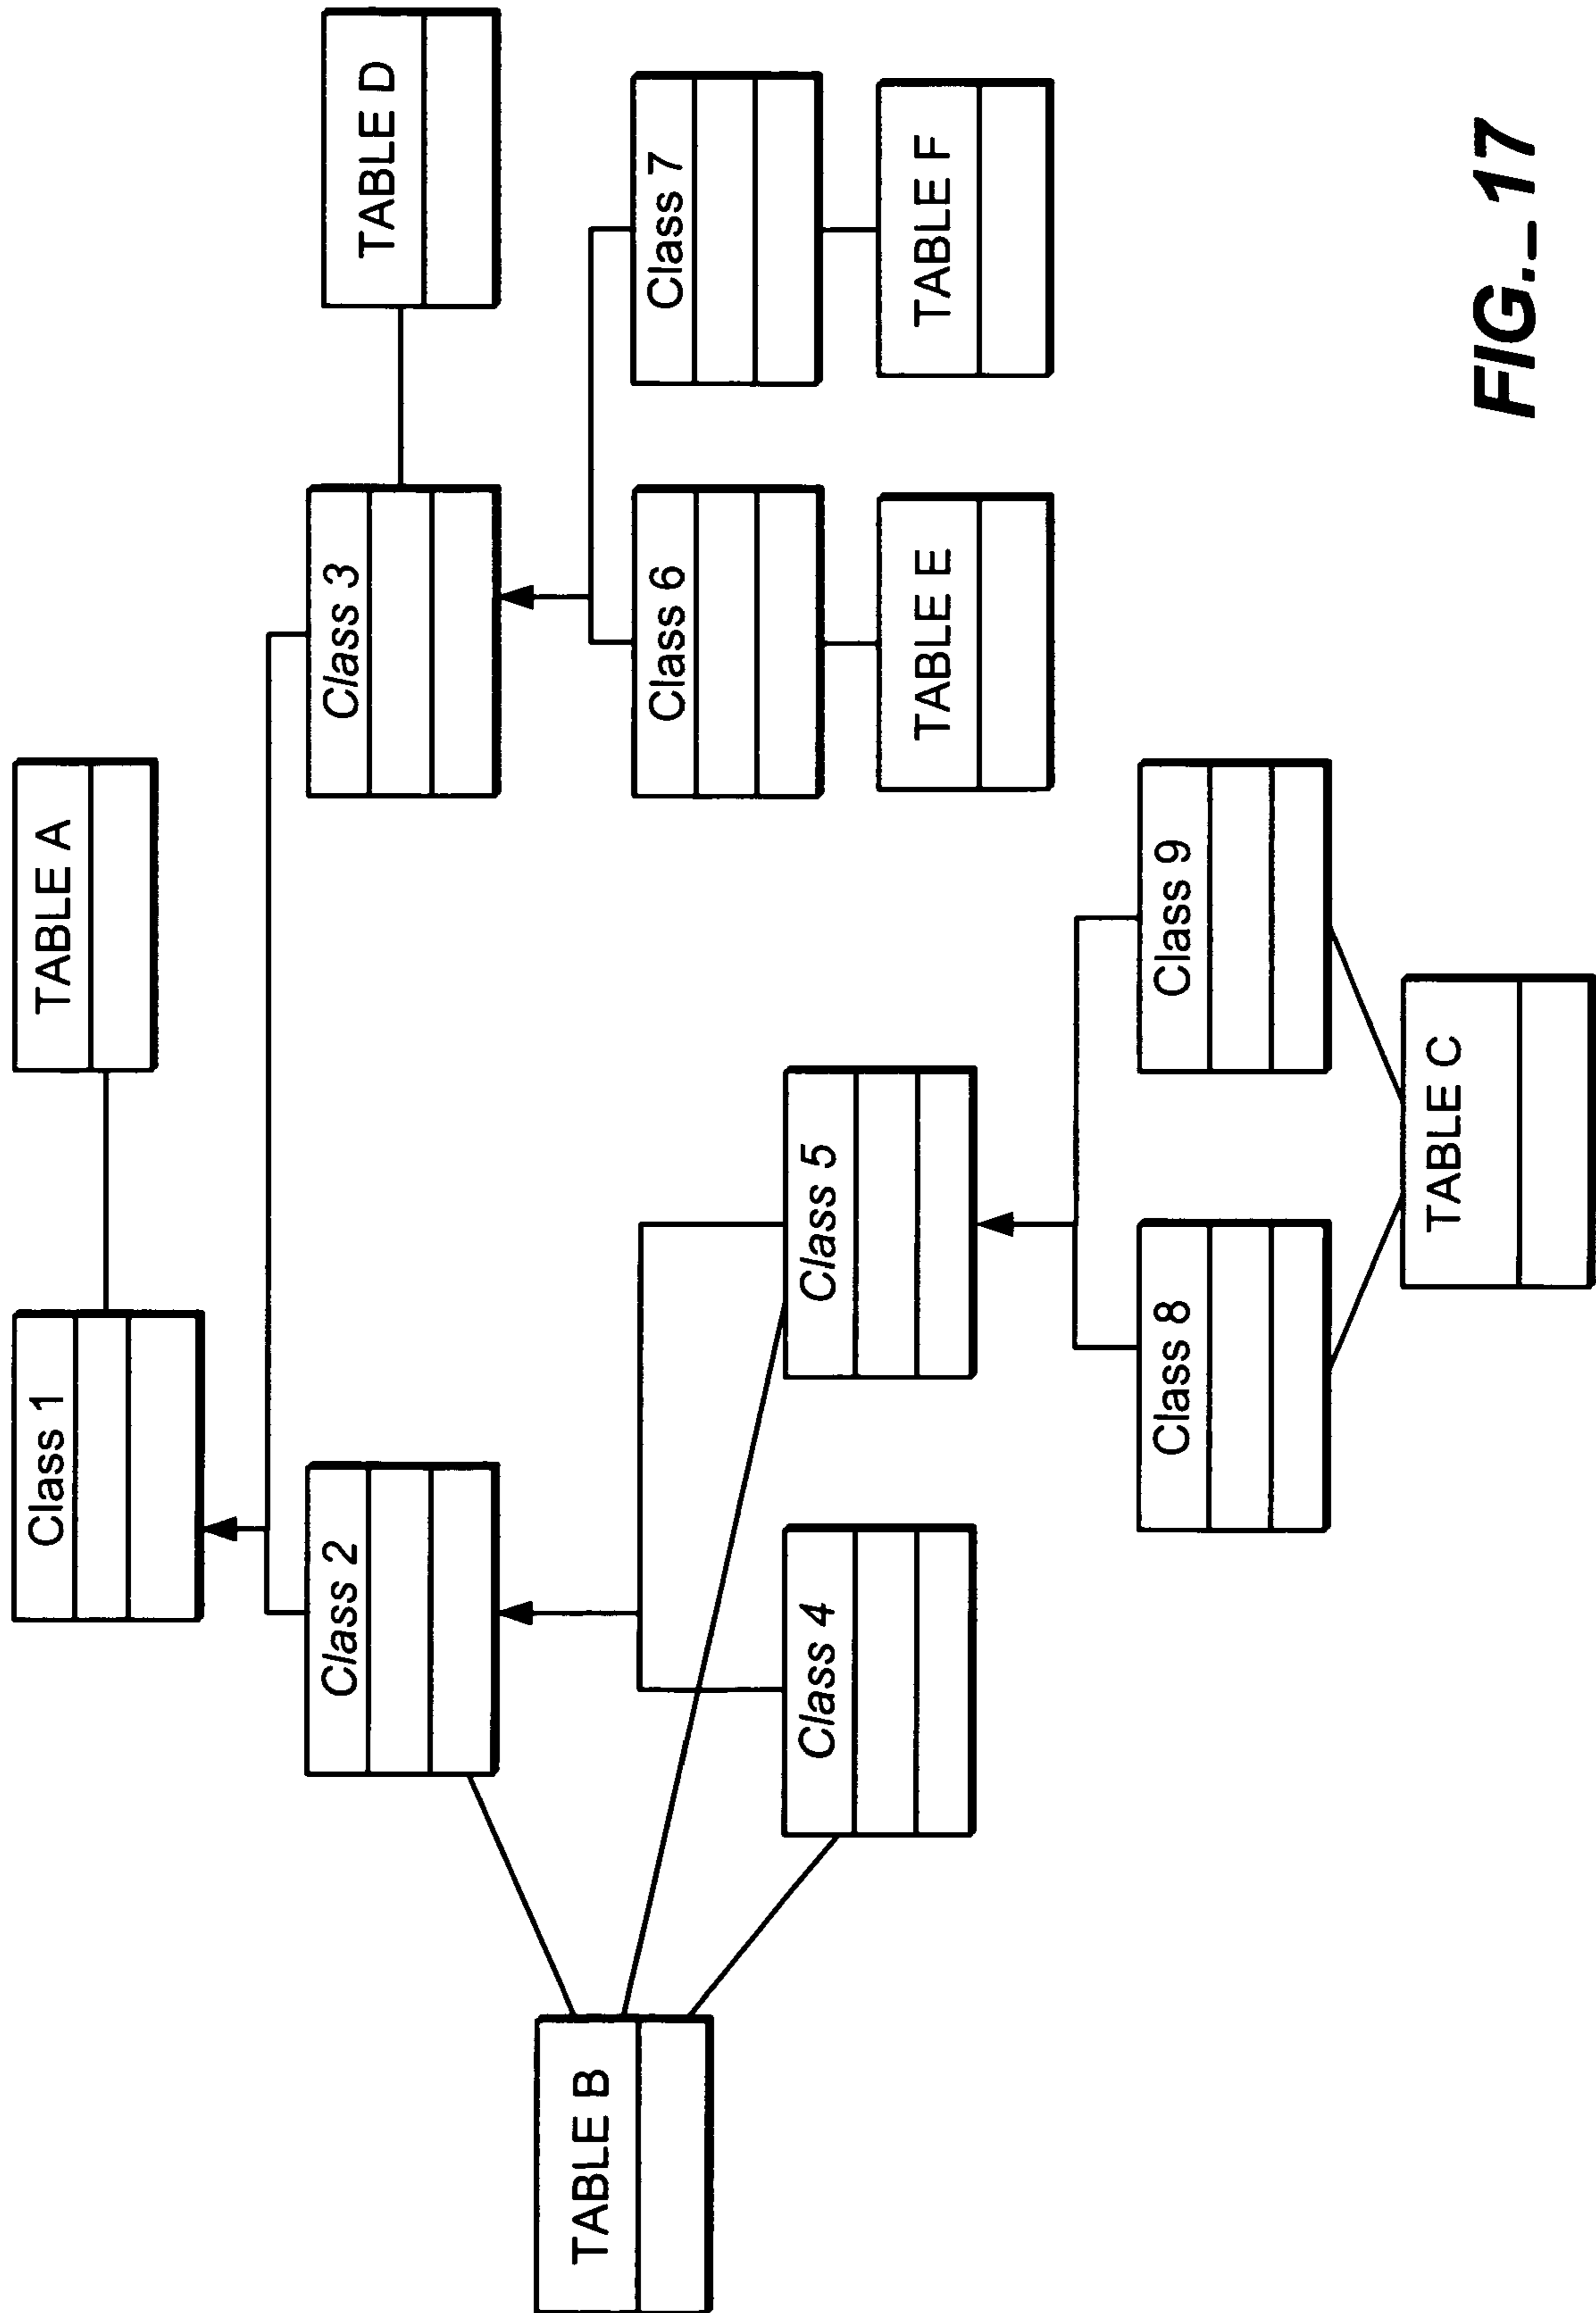 Class 1
TABLE A
Class 2
Class 3
TABLE D
TABLE B
Class 4
Class 5
Class 6
Class 7
TABLE E
TABLE F
Class 8
Class 9
TABLE C
FIG._17